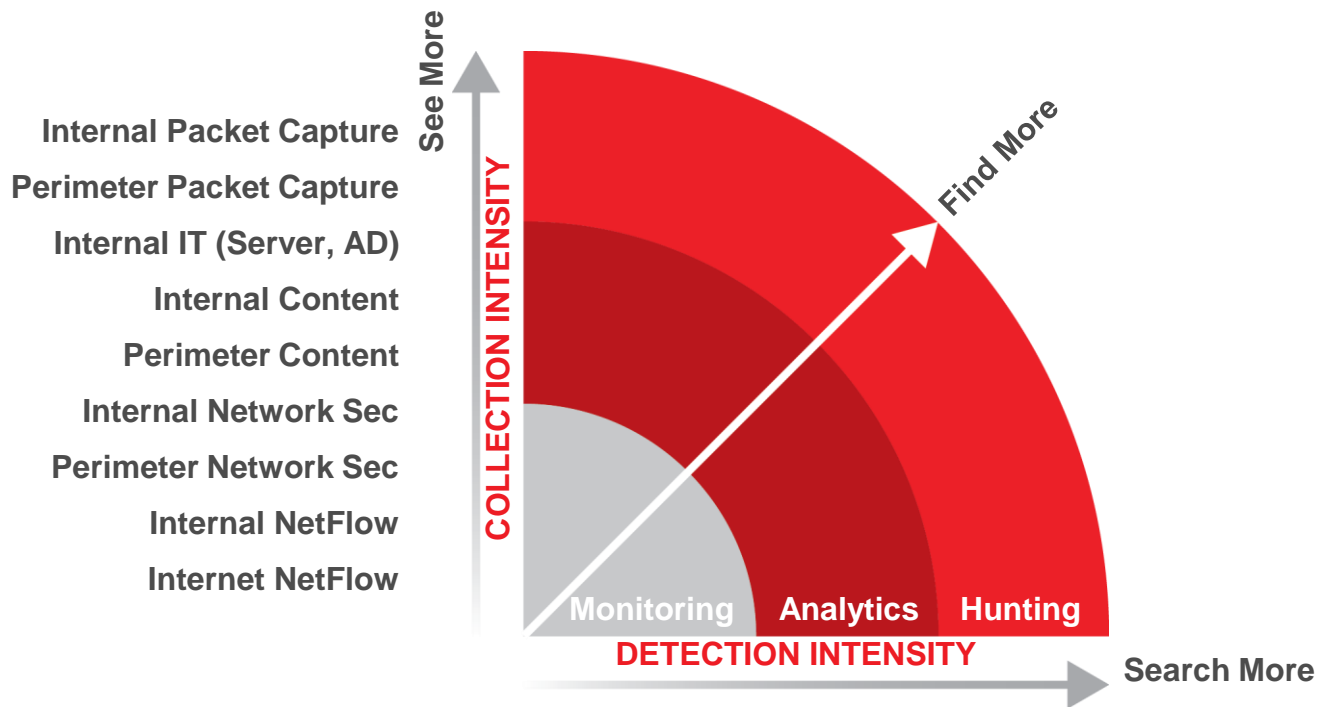 See More
Internal Packet Capture
Perimeter Packet Capture
Internal IT (Server, AD)
Internal Content
Perimeter Content
Internal Network Sec
Perimeter Network Sec
Internal NetFlow
Internet NetFlow
COLLECTION INTENSITY
Find More
Monitoring
Analytics
Hunting
DETECTION INTENSITY
Search More